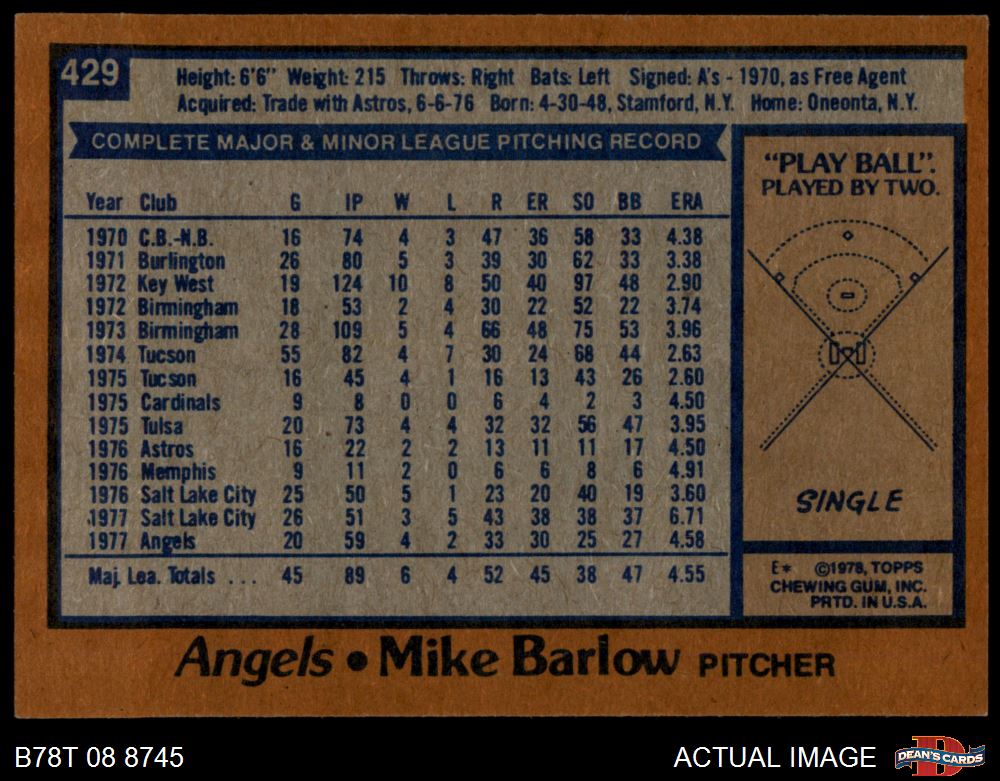 429
Height: 6'6" Weight: 215 Throws: Right Bats: Left Signed: A's - 1970, as Free Agent
Acquired: Trade with Astros, 6-6-76 Born: 4-30-48, Stamford, N.Y. Home: Oneonta, N.Y.
COMPLETE MAJOR & MINOR LEAGUE PITCHING RECORD
Year Club G IP W L R ER SO BB ERA
1970 C.B.-N.B. 16 74 4 3 47 36 58 33 4.38
1971 Burlington 26 80 5 3 39 30 62 33 3.38
1972 Key West 19 124 10 8 50 40 97 48 2.90
1972 Birmingham 18 53 2 4 30 22 52 22 3.74
1973 Birmingham 28 109 5 4 66 48 75 53 3.96
1974 Tucson 55 82 4 7 30 24 68 44 2.63
1975 Tucson 16 45 4 1 16 13 43 26 2.60
1975 Cardinals 9 8 0 0 6 4 2 3 4.50
1975 Tulsa 20 73 4 4 32 32 56 47 3.95
1976 Astros 16 22 2 2 13 11 11 17 4.50
1976 Memphis 9 11 2 0 6 6 8 6 4.91
1976 Salt Lake City 25 50 5 1 23 20 40 19 3.60
1977 Salt Lake City 26 51 3 5 43 38 38 37 6.71
1977 Angels 20 59 4 2 33 30 25 27 4.58
Maj. Lea. Totals ... 45 89 6 4 52 45 38 47 4.55
"PLAY BALL".
PLAYED BY TWO.
SINGLE
E* ©1978, TOPPS
CHEWING GUM, INC.
PRTD. IN U.S.A.
Angels • Mike Barlow PITCHER
B78T 08 8745
ACTUAL IMAGE
DEAN'S CARDS